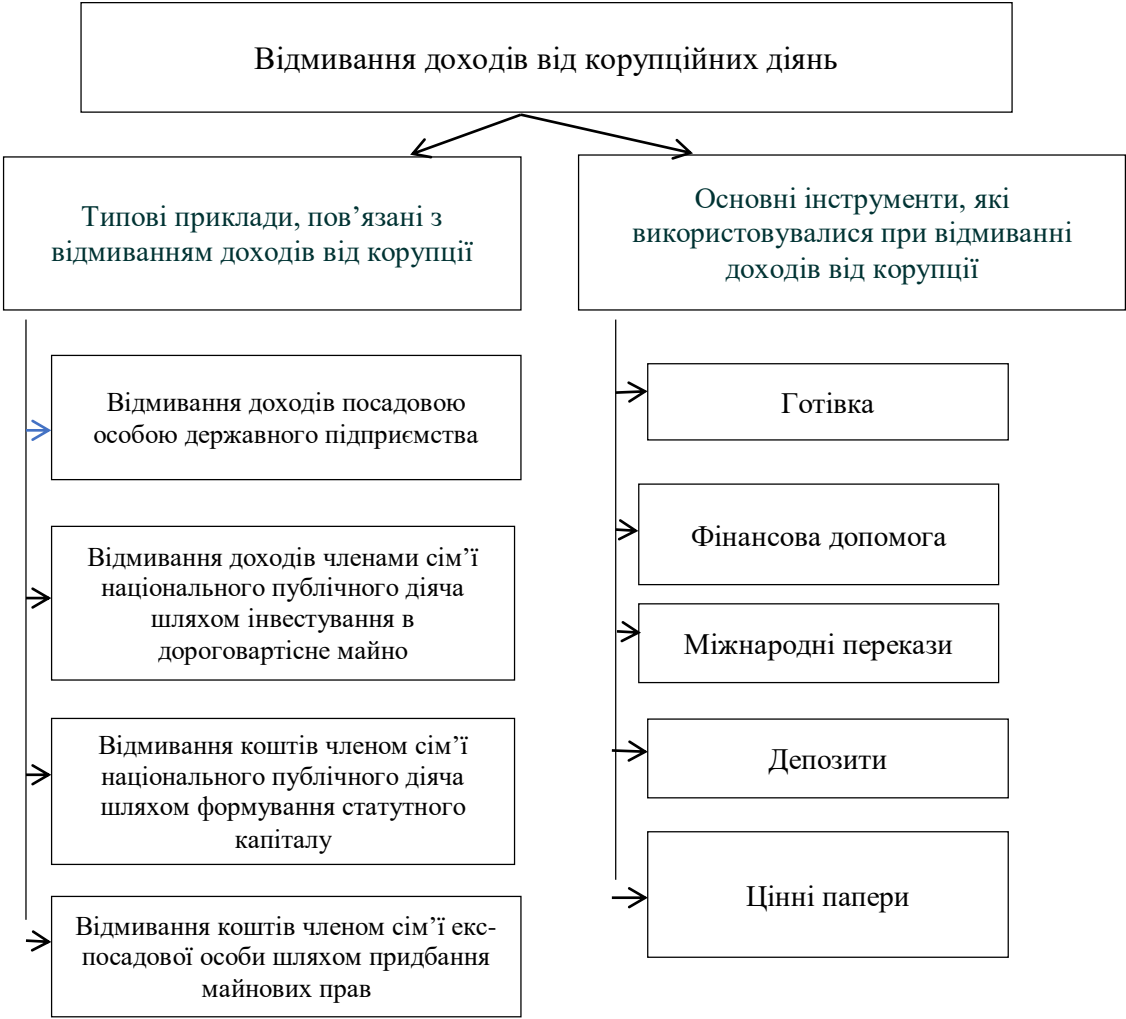 Відмивання доходів від корупційних діянь
Типові приклади, пов’язані з
відмиванням доходів від корупції
Відмивання доходів посадовою
особою державного підприємства
Відмивання доходів членами сім’ї
національного публічного діяча
шляхом інвестування в
дороговартісне майно
Відмивання коштів членом сім’ї
національного публічного діяча
шляхом формування статутного
капіталу
Відмивання коштів членом сім’ї екс-
посадової особи шляхом придбання
майнових прав
Основні інструменти, які
використовувалися при відмиванні
доходів від корупції
Готівка
Фінансова допомога
Міжнародні перекази
Депозити
Цінні папери